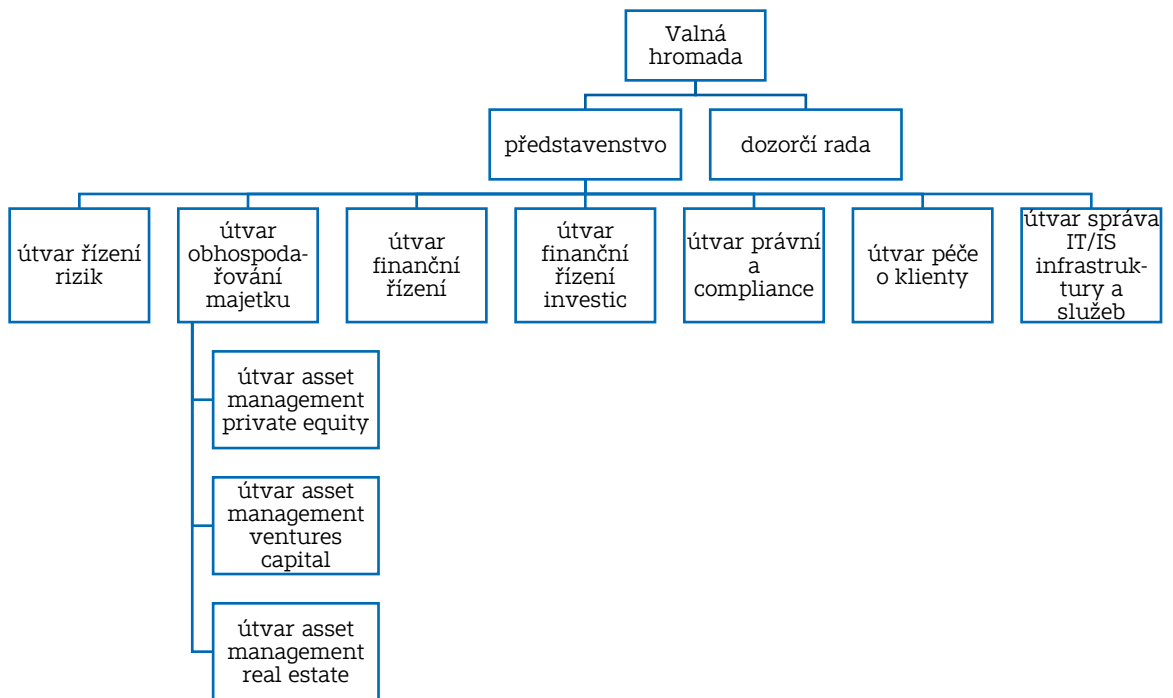 Valná
hromada
představenstvo
dozorčí rada
útvar řízení
rizik
útvar
obhospoda-
řování
majetku
útvar
finanční
řízení
útvar
finanční
řízení
investic
útvar právní
a
compliance
útvar péče
o klienty
útvar správa
IT/IS
infrastruk-
tury a
služeb
útvar asset
management
private equity
útvar asset
management
ventures
capital
útvar asset
management
real estate